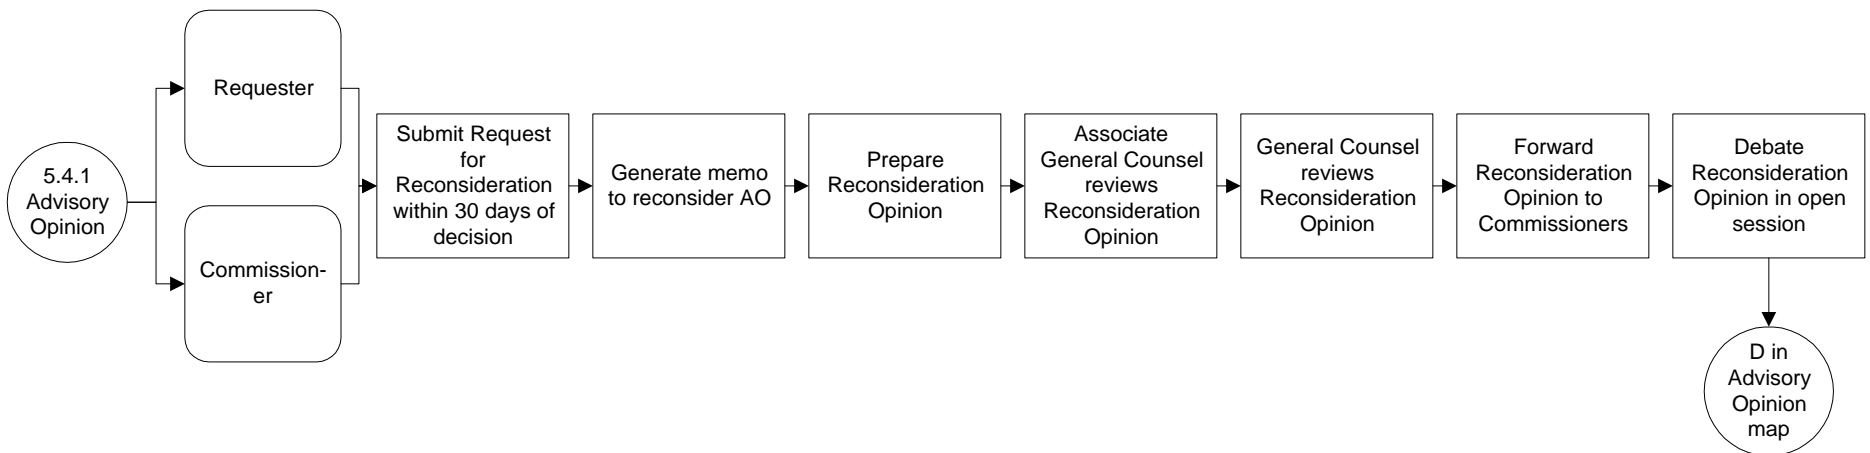 5.4.1
Advisory
Opinion
Requester
Commission-
er
Submit Request
for
Reconsideration
within 30 days of
decision
Generate memo
to reconsider AO
Prepare
Reconsideration
Opinion
Associate
General Counsel
reviews
Reconsideration
Opinion
General Counsel
reviews
Reconsideration
Opinion
Forward
Reconsideration
Opinion to
Commissioners
Debate
Reconsideration
Opinion in open
session
D in
Advisory
Opinion
map